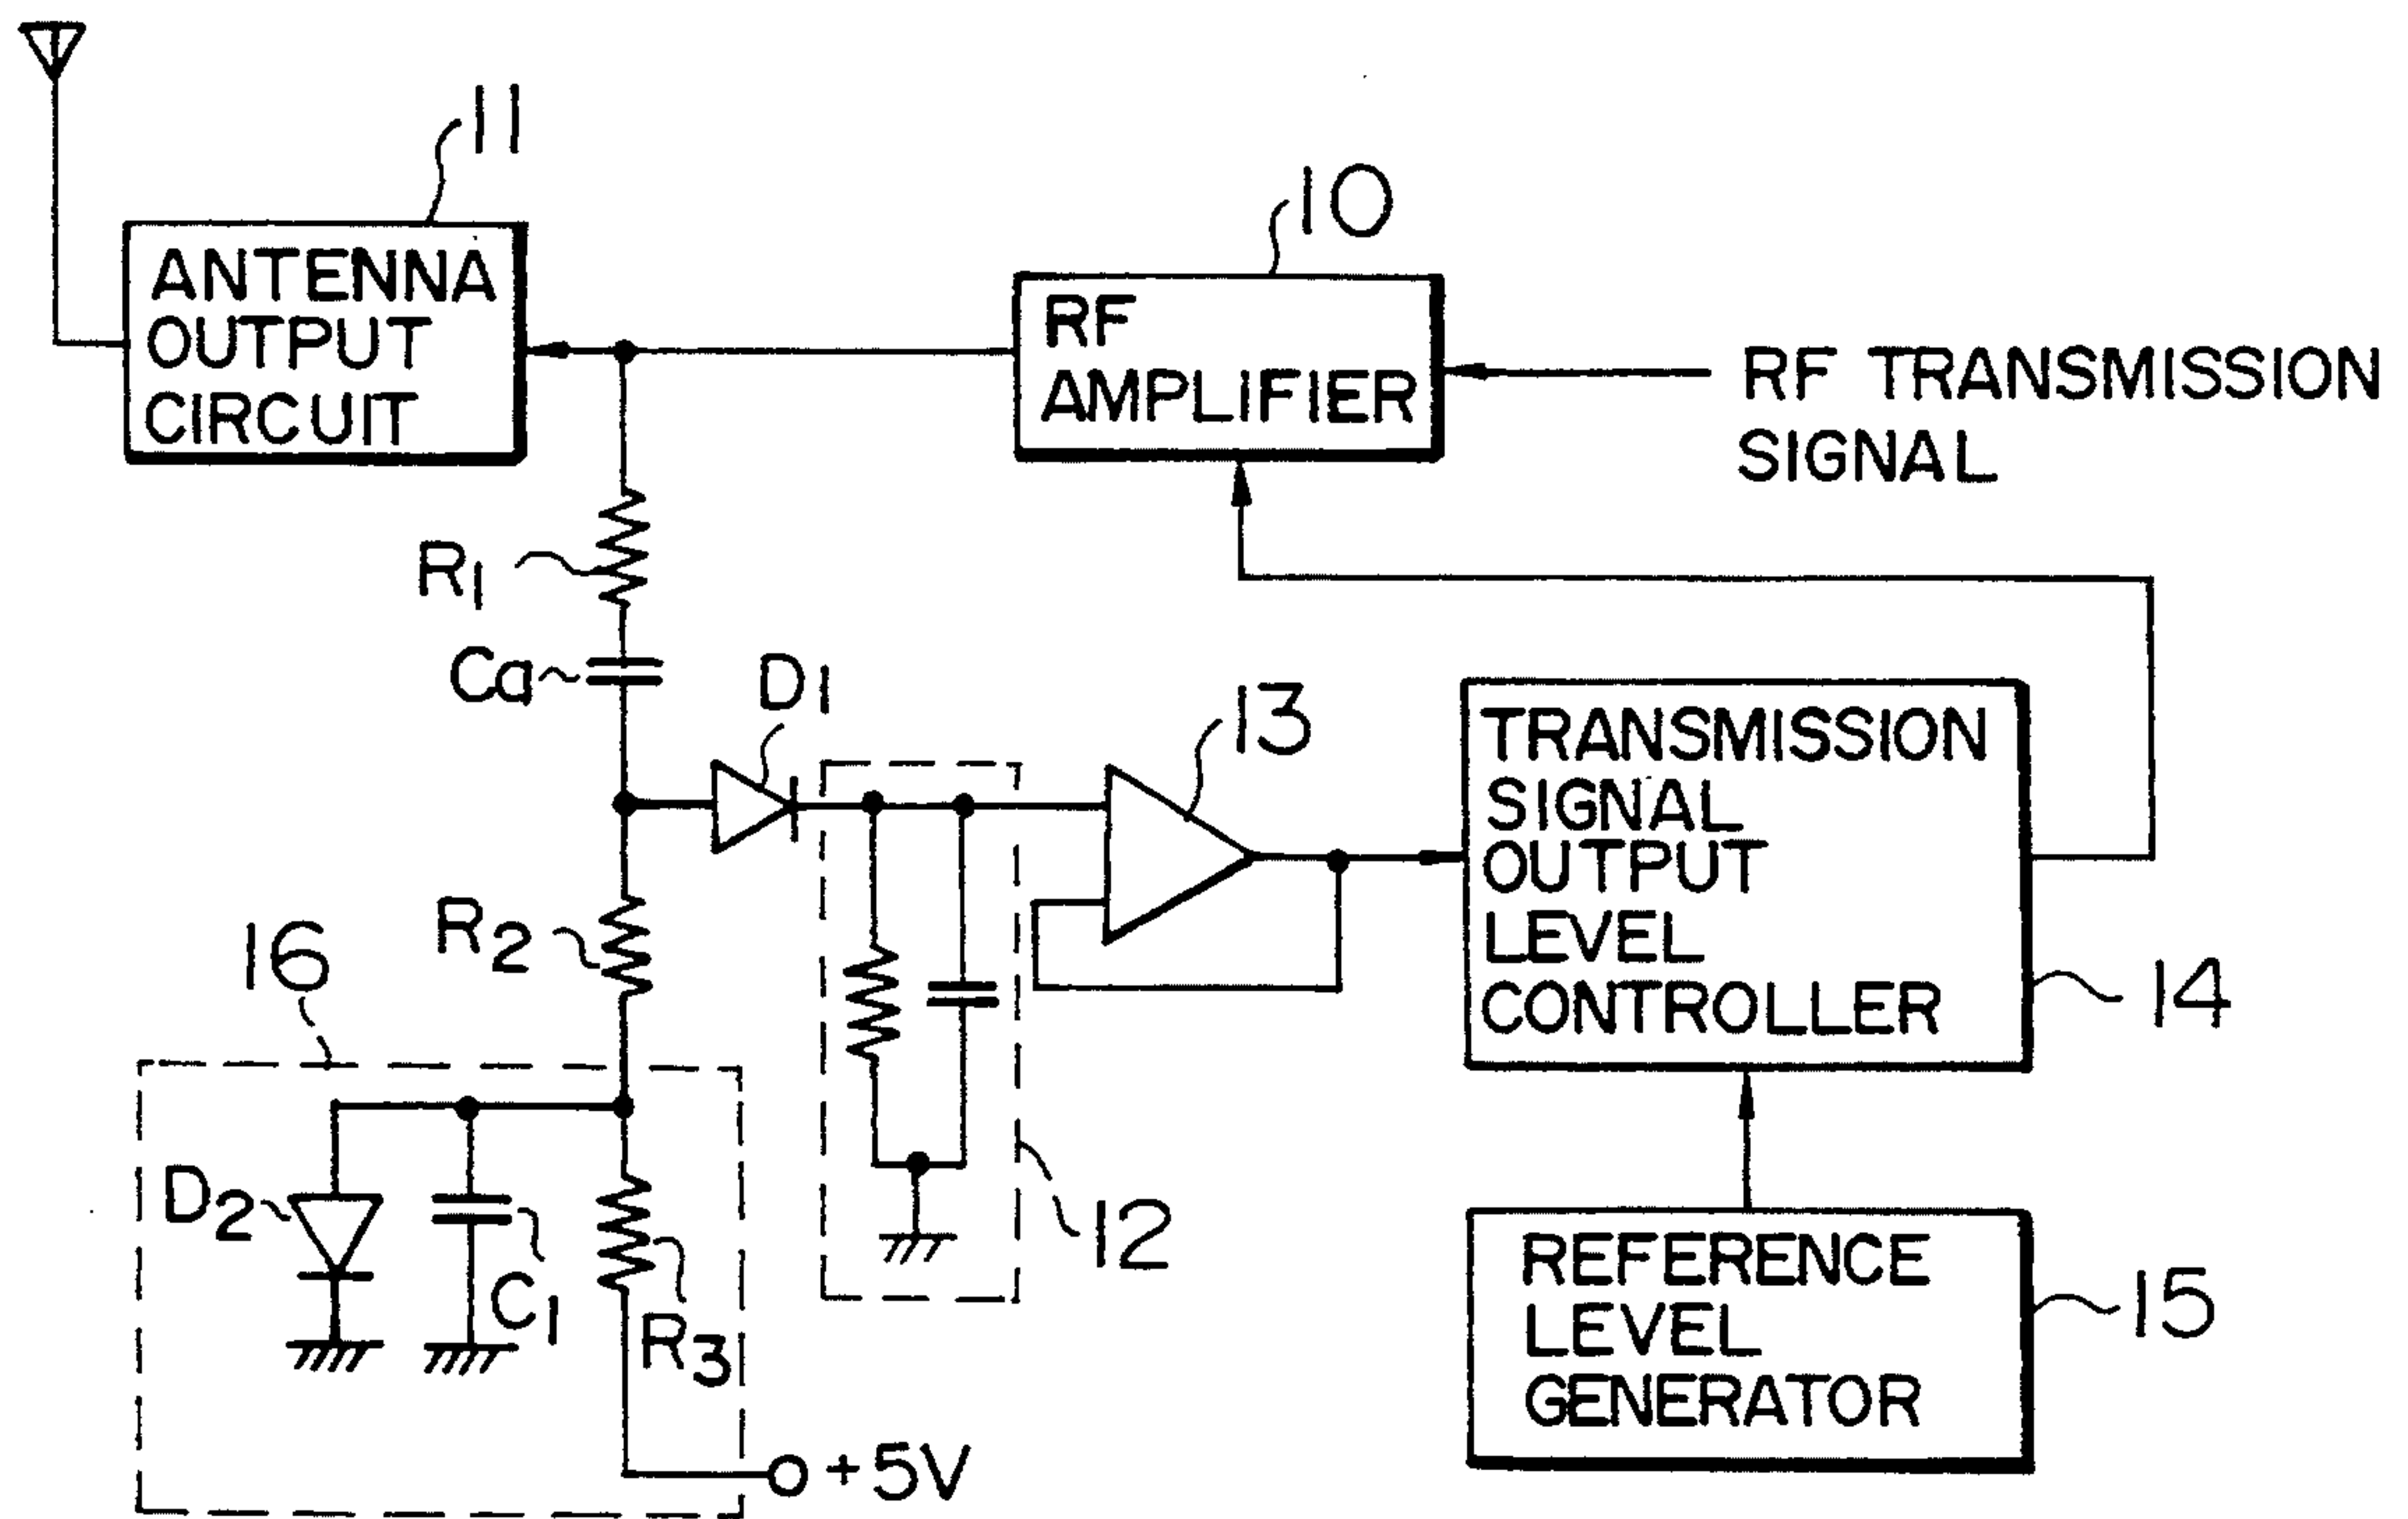 11
ANTENNA
OUTPUT
CIRCUIT
10
RF
AMPLIFIER
RF TRANSMISSION
SIGNAL
R1
Ca
D1
13
TRANSMISSION
SIGNAL
OUTPUT
LEVEL
CONTROLLER
14
R2
16
D2
C1
R3
12
+5V
REFERENCE
LEVEL
GENERATOR
15